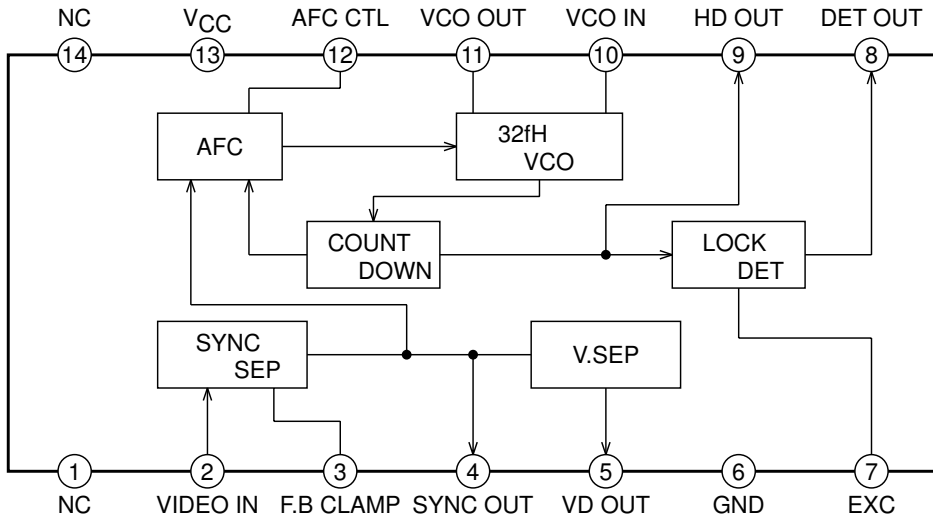 NC VCC AFC CTL VCO OUT VCO IN HD OUT DET OUT
14 13 12 11 10 9 8
AFC
32fH
VCO
COUNT
DOWN
LOCK
DET
SYNC
SEP
V.SEP
1 2 3 4 5 6 7
NC VIDEO IN F.B CLAMP SYNC OUT VD OUT GND EXC